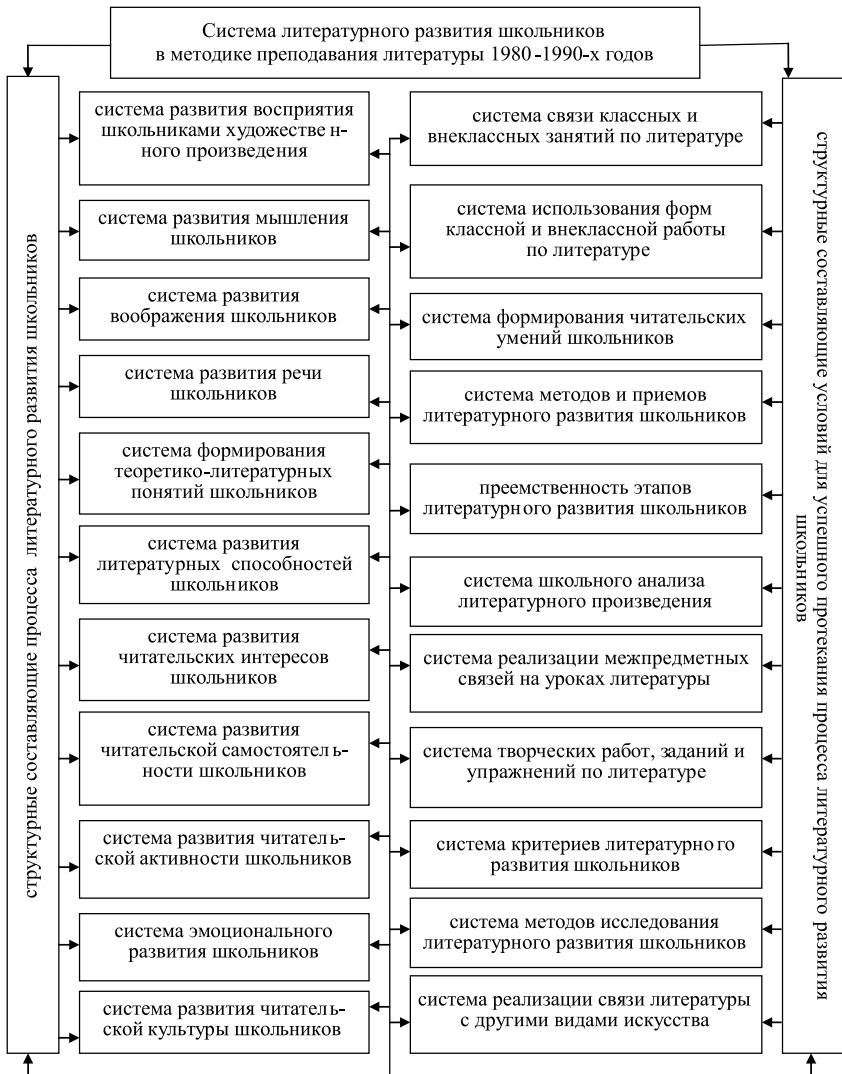 Система литературного развития школьников
в методике преподавания литературы 1980-1990-х годов
структурные составляющие процесса литературного развития школьников
система развития восприятия
школьниками художестве н-
ного произведения
система развития мышления
школьников
система развития
воображения школьников
система развития речи
школьников
система формирования
теоретико-литературных
понятий школьников
система развития
литературных способностей
школьников
система развития
читательских интересов
школьников
система развития
читательской самостоятел ь-
ности школьников
система развития читатель-
ской активности школьников
система эмоционального
развития школьников
система развития читатель-
ской культуры школьников
система связи классных и
внеклассных занятий по литературе
система использования форм
классной и внеклассной работы
по литературе
система формирования читательских
умений школьников
система методов и приемов
литературного развития школьников
преемственность этапов
литературного развития школьников
система школьного анализа
литературного произведения
система реализации межпредметных
связей на уроках литературы
система творческих работ, заданий и
упражнений по литературе
система критериев литературного
развития школьников
система методов исследования
литературного развития школьников
система реализации связи литературы
с другими видами искусства
структурные составляющие условий для успешного протекания процесса литературного развития
школьников